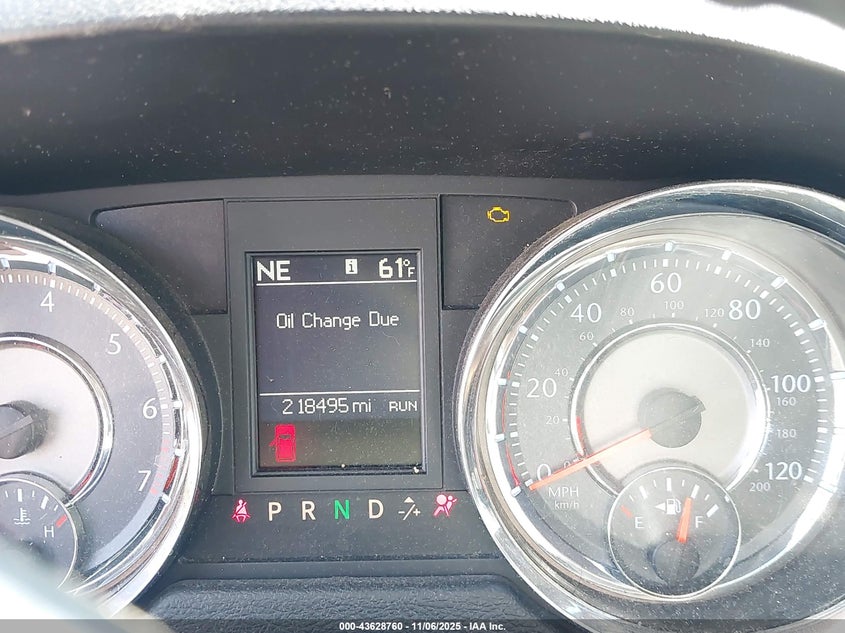 NE i 61°F
Oil Change Due
218495 mi RUN
P R N D -/+
4
5
6
7
H
0 20 40 60 80 100 120
0 20 40 60 80 100 120 140 160 180 200
MPH
km/h
E F
000-43628760 - 11/06/2025 - IAA Inc.